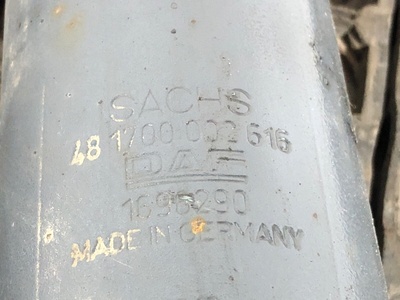 SACHS
48 1700 002 616
DAF
1696290
MADE IN GERMANY